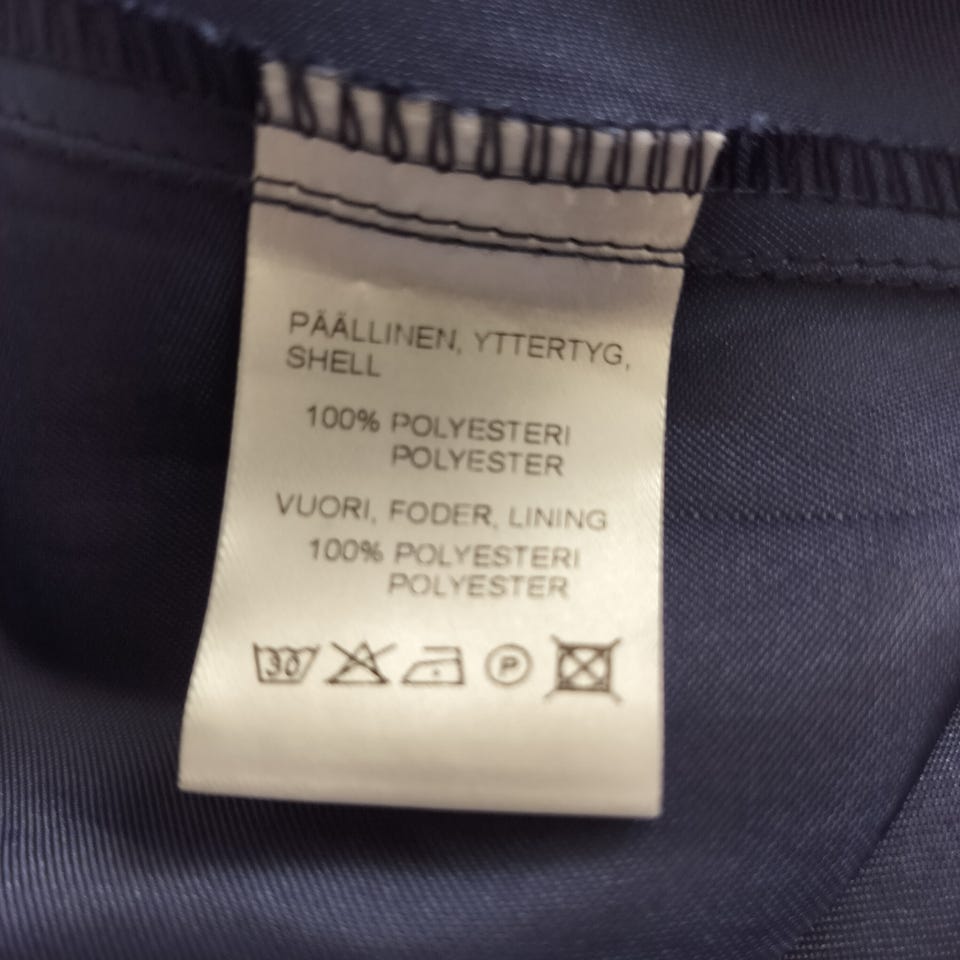 PÄÄLLINEN, YTTERTYG,
SHELL
100% POLYESTERI
POLYESTER
VUORI, FODER, LINING
100% POLYESTERI
POLYESTER
30 P